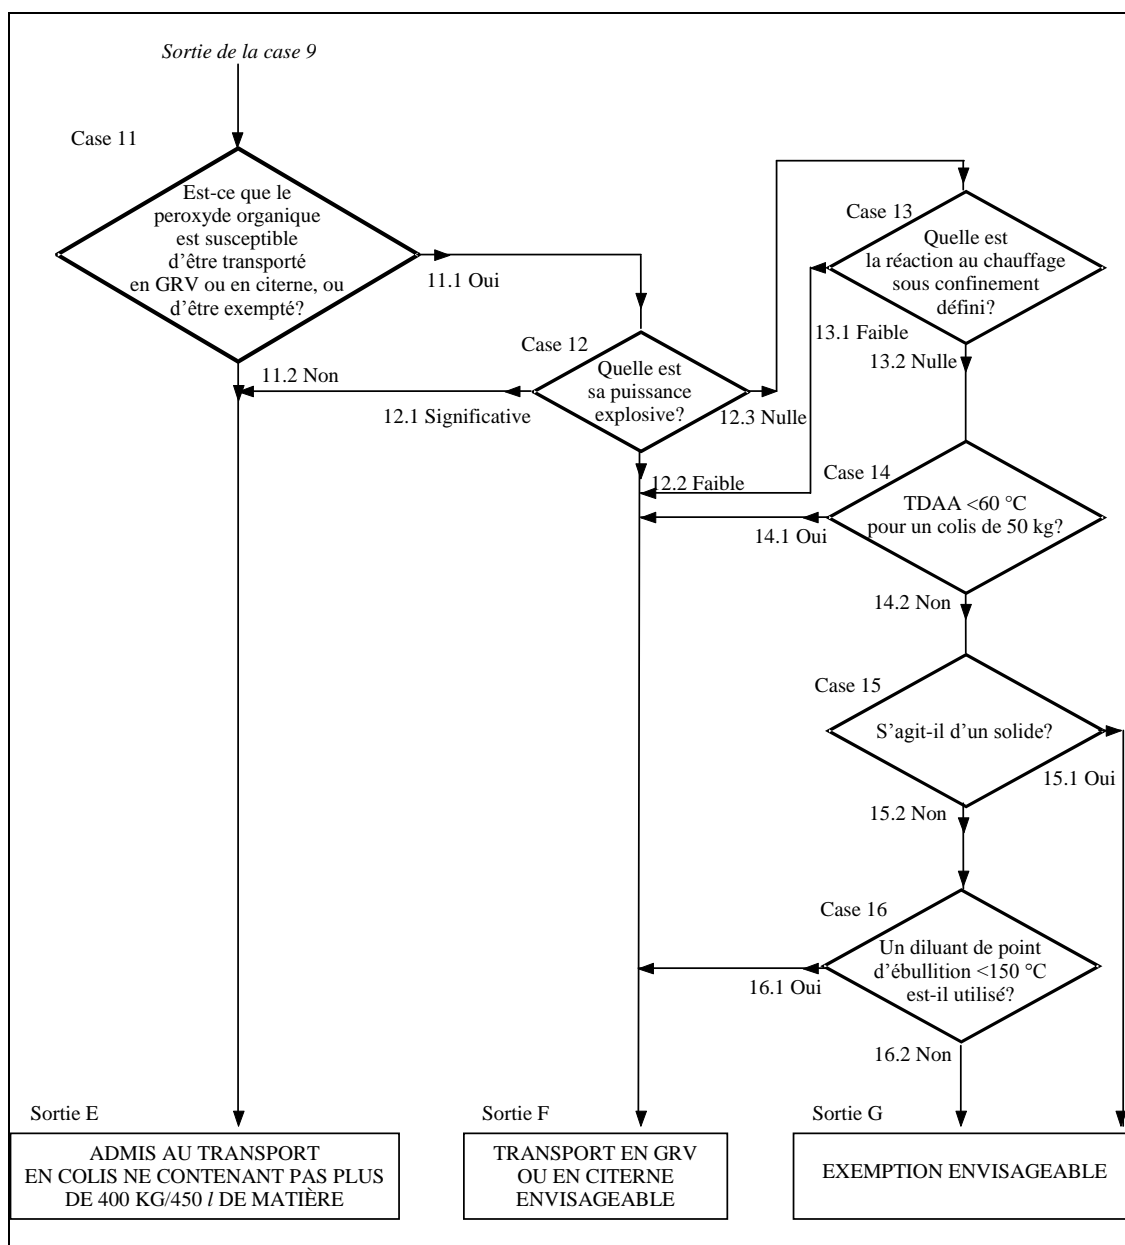 Sortie de la case 9
Case 11
Est-ce que le
peroxyde organique
est susceptible
d’être transporté
en GRV ou en citerne, ou
d’être exempté?
11.1 Oui
11.2 Non
Case 12
Quelle est
sa puissance
explosive?
12.1 Significative
12.3 Nulle
12.2 Faible
Case 13
Quelle est
la réaction au chauffage
sous confinement
défini?
13.1 Faible
13.2 Nulle
Case 14
TDAA <60 °C
pour un colis de 50 kg?
14.1 Oui
14.2 Non
Case 15
S’agit-il d’un solide?
15.1 Oui
15.2 Non
Case 16
Un diluant de point
d’ébullition <150 °C
est-il utilisé?
16.1 Oui
16.2 Non
Sortie E
ADMIS AU TRANSPORT
EN COLIS NE CONTENANT PAS PLUS
DE 400 KG/450 l DE MATIÈRE
Sortie F
TRANSPORT EN GRV
OU EN CITERNE
ENVISAGEABLE
Sortie G
EXEMPTION ENVISAGEABLE